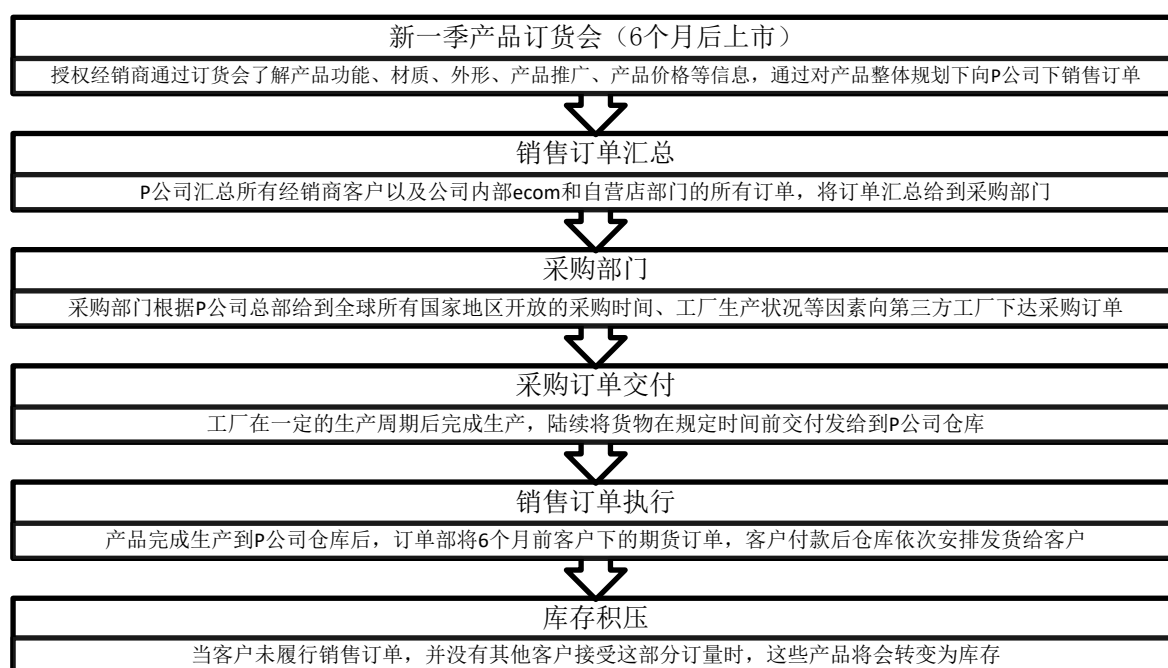 新一季产品订货会（6个月后上市）
授权经销商通过订货会了解产品功能、材质、外形、产品推广、产品价格等信息，通过对产品整体规划下向P公司下销售订单
销售订单汇总
P公司汇总所有经销商客户以及公司内部ecom和自营店部门的所有订单，将订单汇总给到采购部门
采购部门
采购部门根据P公司总部给到全球所有国家地区开放的采购时间、工厂生产状况等因素向第三方工厂下达采购订单
采购订单交付
工厂在一定的生产周期后完成生产，陆续将货物在规定时间前交付发给到P公司仓库
销售订单执行
产品完成生产到P公司仓库后，订单部将6个月前客户下的期货订单，客户付款后仓库依次安排发货给客户
库存积压
当客户未履行销售订单，并没有其他客户接受这部分订量时，这些产品将会转变为库存